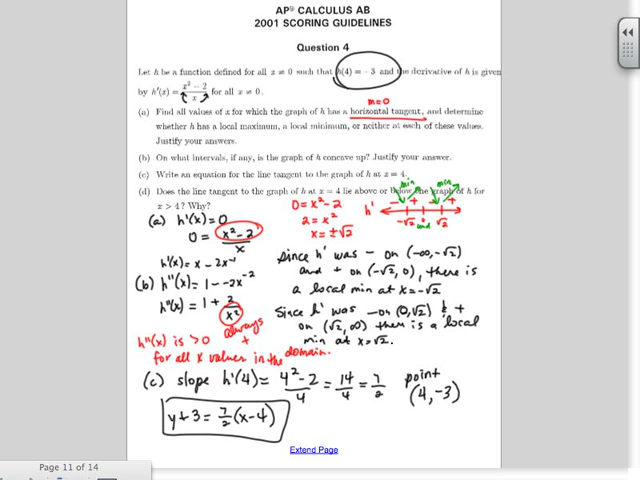 AP® CALCULUS AB
2001 SCORING GUIDELINES
Question 4
Let h be a function defined for all x ≠ 0 such that h(4) = −3 and the derivative of h is given
by h′(x) = (x² − 2)/x for all x ≠ 0.
m=0
(a) Find all values of x for which the graph of h has a horizontal tangent, and determine
whether h has a local maximum, a local minimum, or neither at each of these values.
Justify your answers.
(b) On what intervals, if any, is the graph of h concave up? Justify your answer.
(c) Write an equation for the line tangent to the graph of h at x = 4.
(d) Does the line tangent to the graph of h at x = 4 lie above or below the graph of h for
x > 4? Why?
min min
h' − + − +
−√2 0 √2
und
0=x²−2
2=x²
x=±√2
(a) h'(x)=0
0 = (x²−2)/x
h'(x)= x − 2x⁻¹
(b) h"(x)= 1 − −2x⁻²
h"(x)= 1 + 2/x²
always
+
h"(x) is >0
for all x values in the domain.
Since h' was − on (−∞,−√2)
and + on (−√2, 0), there is
a local min at x=−√2
Since h' was − on (0,√2) & +
on (√2, ∞) there is a local
min at x=√2.
(c) slope h'(4)= (4²−2)/4 = 14/4 = 7/2 point
(4,−3)
y+3 = 7/2 (x−4)
Extend Page
Page 11 of 14